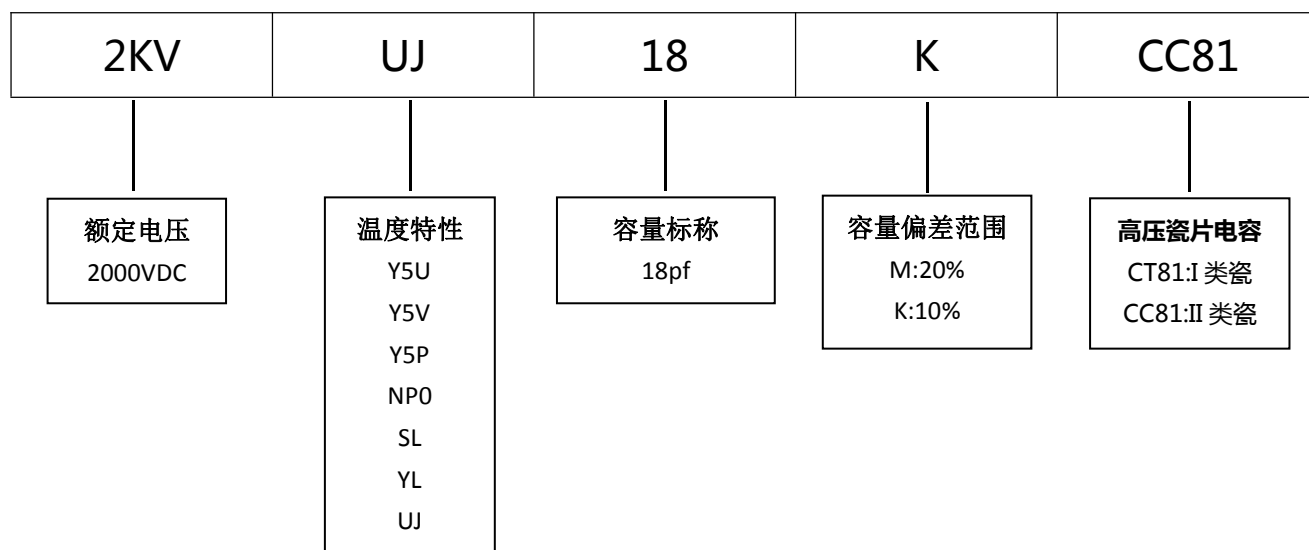 2KV
UJ
18
K
CC81
额定电压
2000VDC
温度特性
Y5U
Y5V
Y5P
NP0
SL
YL
UJ
容量标称
18pf
容量偏差范围
M:20%
K:10%
高压瓷片电容
CT81:I 类瓷
CC81:II 类瓷